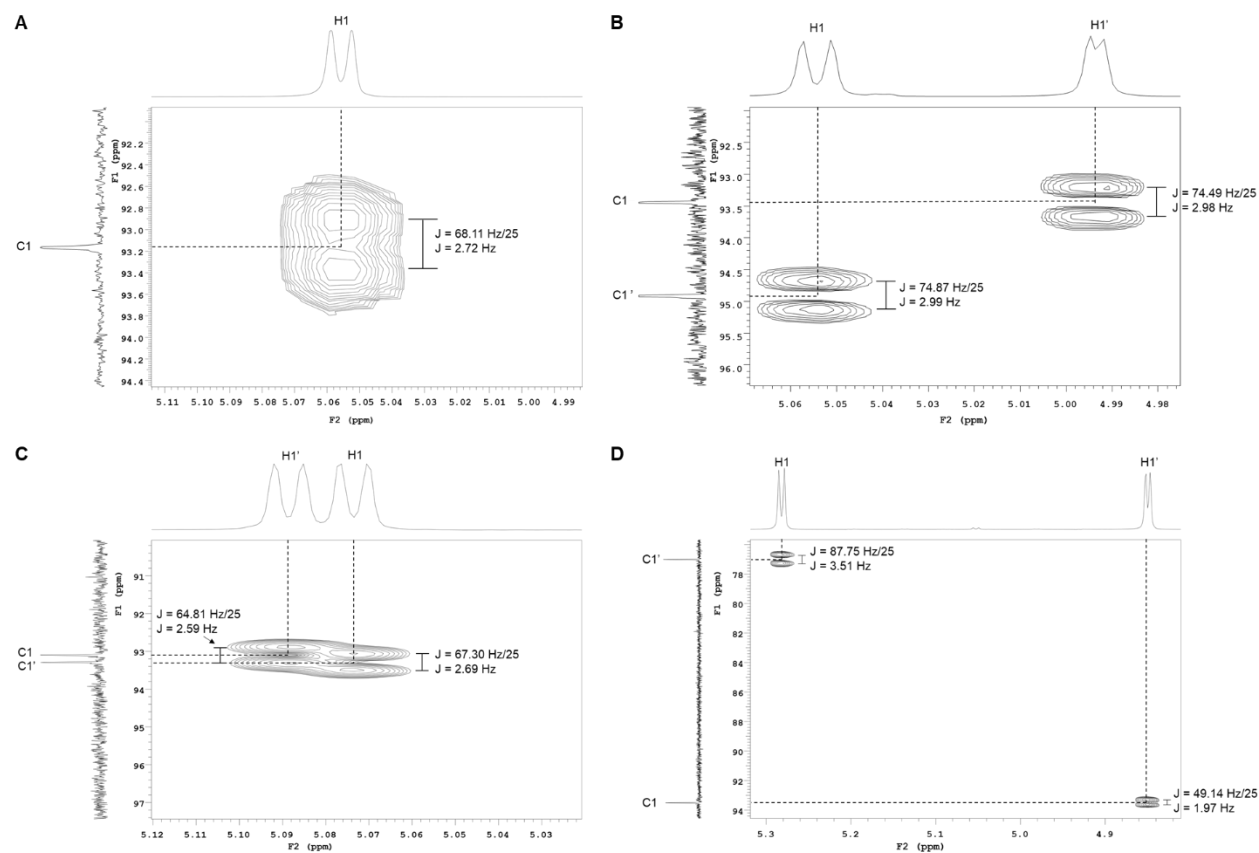 A
H1
C1
F1 (ppm)
92.2
92.4
92.6
92.8
93.0
93.2
93.4
93.6
93.8
94.0
94.2
94.4
J = 68.11 Hz/25
J = 2.72 Hz
5.11 5.10 5.09 5.08 5.07 5.06 5.05 5.04 5.03 5.02 5.01 5.00 4.99
F2 (ppm)
B
H1 H1'
C1
C1'
F1 (ppm)
92.5
93.0
93.5
94.0
94.5
95.0
95.5
96.0
J = 74.49 Hz/25
J = 2.98 Hz
J = 74.87 Hz/25
J = 2.99 Hz
5.06 5.05 5.04 5.03 5.02 5.01 5.00 4.99 4.98
F2 (ppm)
C
H1' H1
C1
C1'
F1 (ppm)
91
92
93
94
95
96
97
J = 64.81 Hz/25
J = 2.59 Hz
J = 67.30 Hz/25
J = 2.69 Hz
5.12 5.11 5.10 5.09 5.08 5.07 5.06 5.05 5.04 5.03
F2 (ppm)
D
H1 H1'
C1'
C1
F1 (ppm)
78
80
82
84
86
88
90
92
94
J = 87.75 Hz/25
J = 3.51 Hz
J = 49.14 Hz/25
J = 1.97 Hz
5.3 5.2 5.1 5.0 4.9
F2 (ppm)